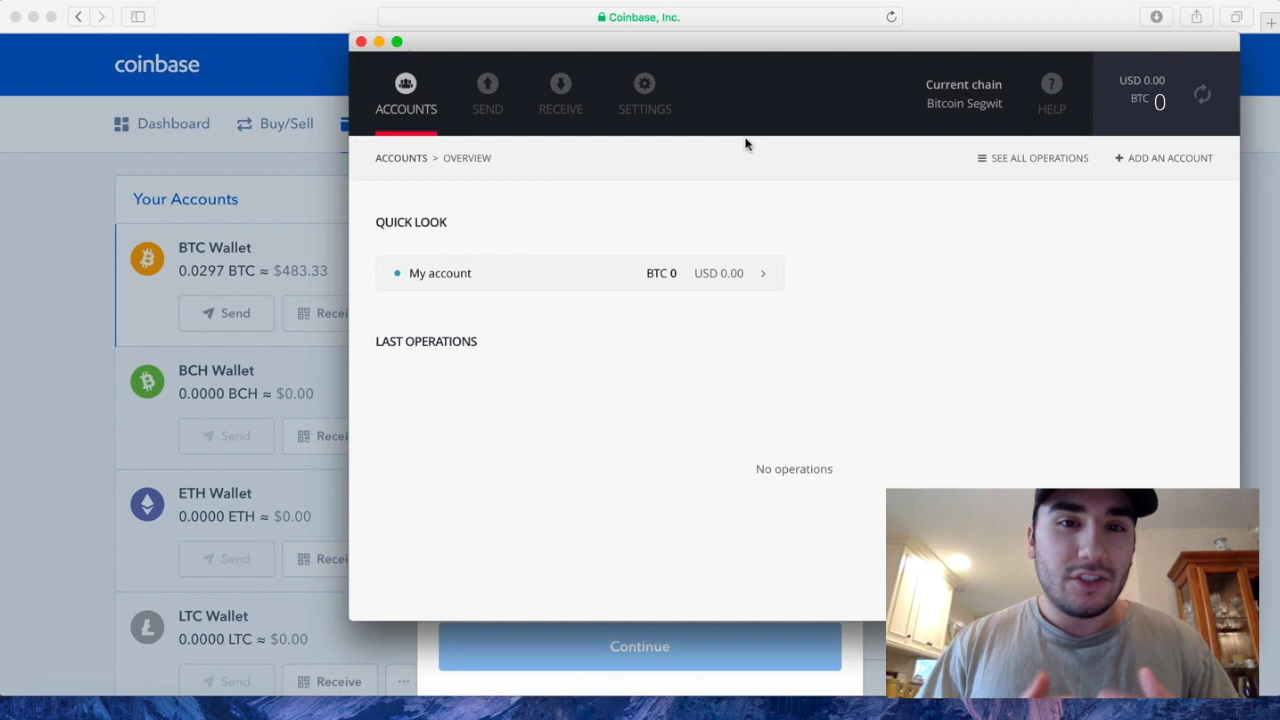 Coinbase, Inc.
coinbase
Dashboard
Buy/Sell
Your Accounts
BTC Wallet
0.0297 BTC ≈ $483.33
Send
Recei
BCH Wallet
0.0000 BCH ≈ $0.00
Send
Recei
ETH Wallet
0.0000 ETH ≈ $0.00
Send
Recei
LTC Wallet
0.0000 LTC ≈ $0.00
Send
Receive
...
ACCOUNTS
SEND
RECEIVE
SETTINGS
Current chain
Bitcoin Segwit
HELP
USD 0.00
BTC 0
ACCOUNTS > OVERVIEW
SEE ALL OPERATIONS
+ ADD AN ACCOUNT
QUICK LOOK
My account BTC 0 USD 0.00 >
LAST OPERATIONS
No operations
Continue